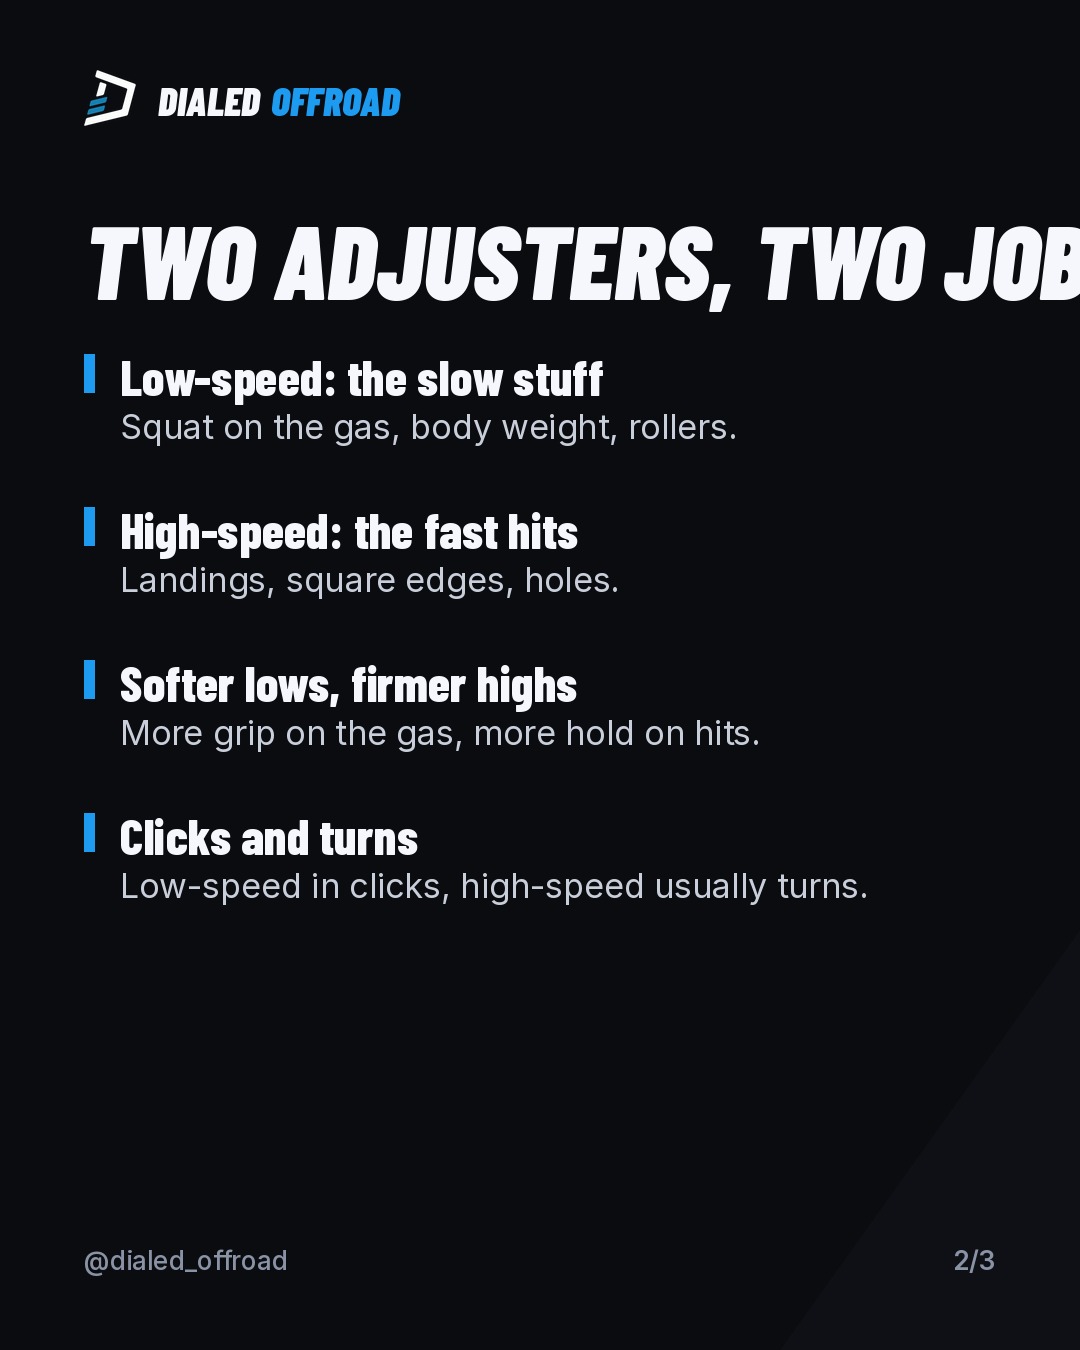 DIALED OFFROAD
TWO ADJUSTERS, TWO JOB
Low-speed: the slow stuff
Squat on the gas, body weight, rollers.
High-speed: the fast hits
Landings, square edges, holes.
Softer lows, firmer highs
More grip on the gas, more hold on hits.
Clicks and turns
Low-speed in clicks, high-speed usually turns.
@dialed_offroad
2/3